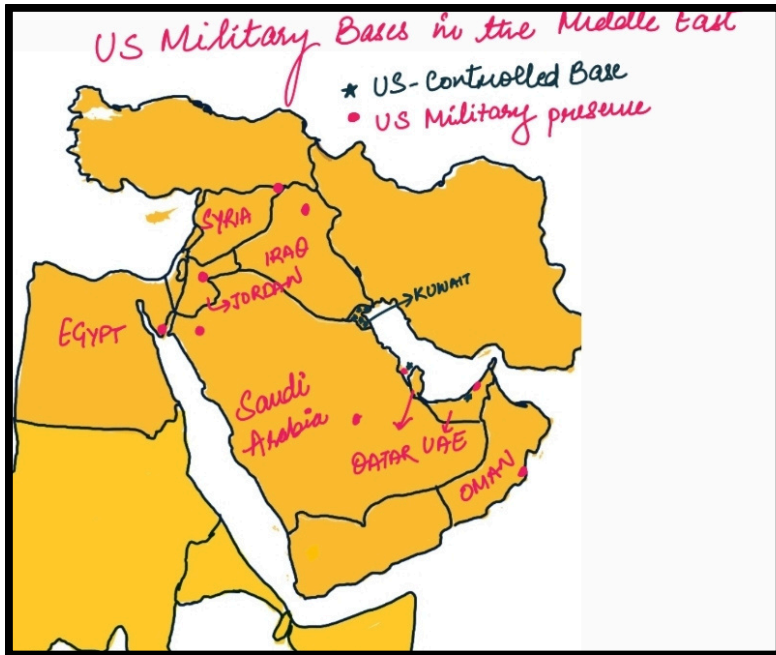 US Military Bases in the Middle East
★ US-Controlled Base
• US Military presence
SYRIA
IRAQ
JORDAN
KUWAIT
EGYPT
Saudi
Arabia
QATAR UAE
OMAN